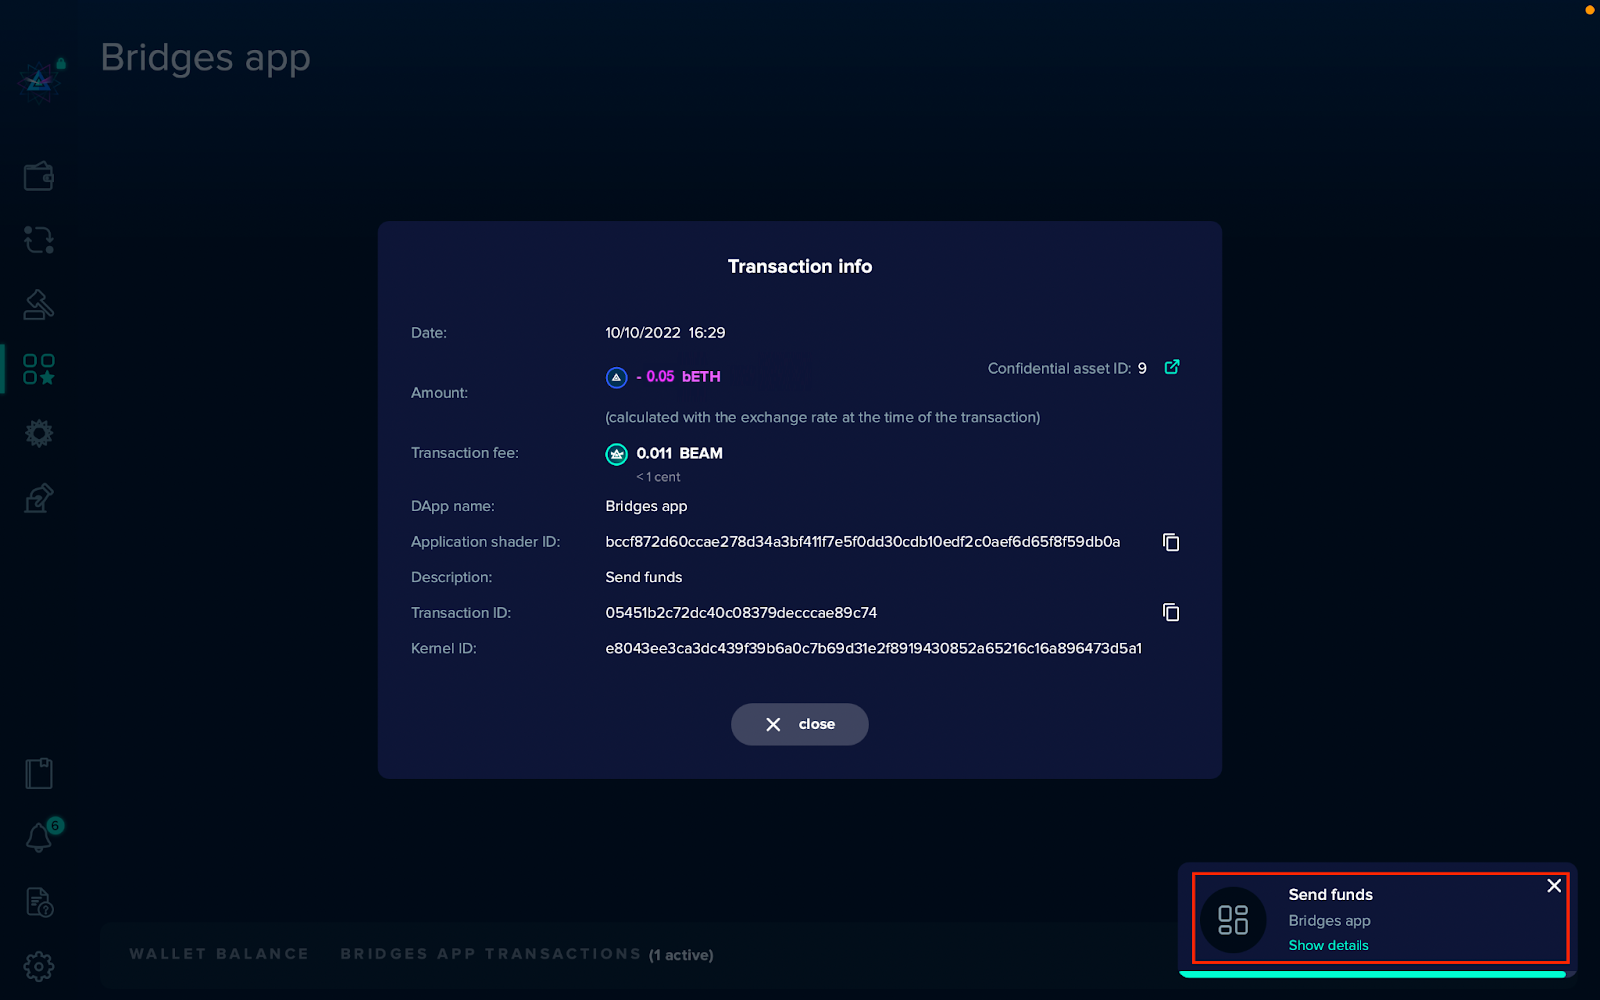 Bridges app
Transaction info
Date: 10/10/2022 16:29
Amount: - 0.05 bETH Confidential asset ID: 9
(calculated with the exchange rate at the time of the transaction)
Transaction fee: 0.011 BEAM
< 1 cent
DApp name: Bridges app
Application shader ID: bccf872d60ccae278d34a3bf411f7e5f0dd30cdb10edf2c0aef6d65f8f59db0a
Description: Send funds
Transaction ID: 05451b2c72dc40c08379decccae89c74
Kernel ID: e8043ee3ca3dc439f39b6a0c7b69d31e2f8919430852a65216c16a896473d5a1
close
6
Send funds
Bridges app
Show details
WALLET BALANCE BRIDGES APP TRANSACTIONS (1 active)